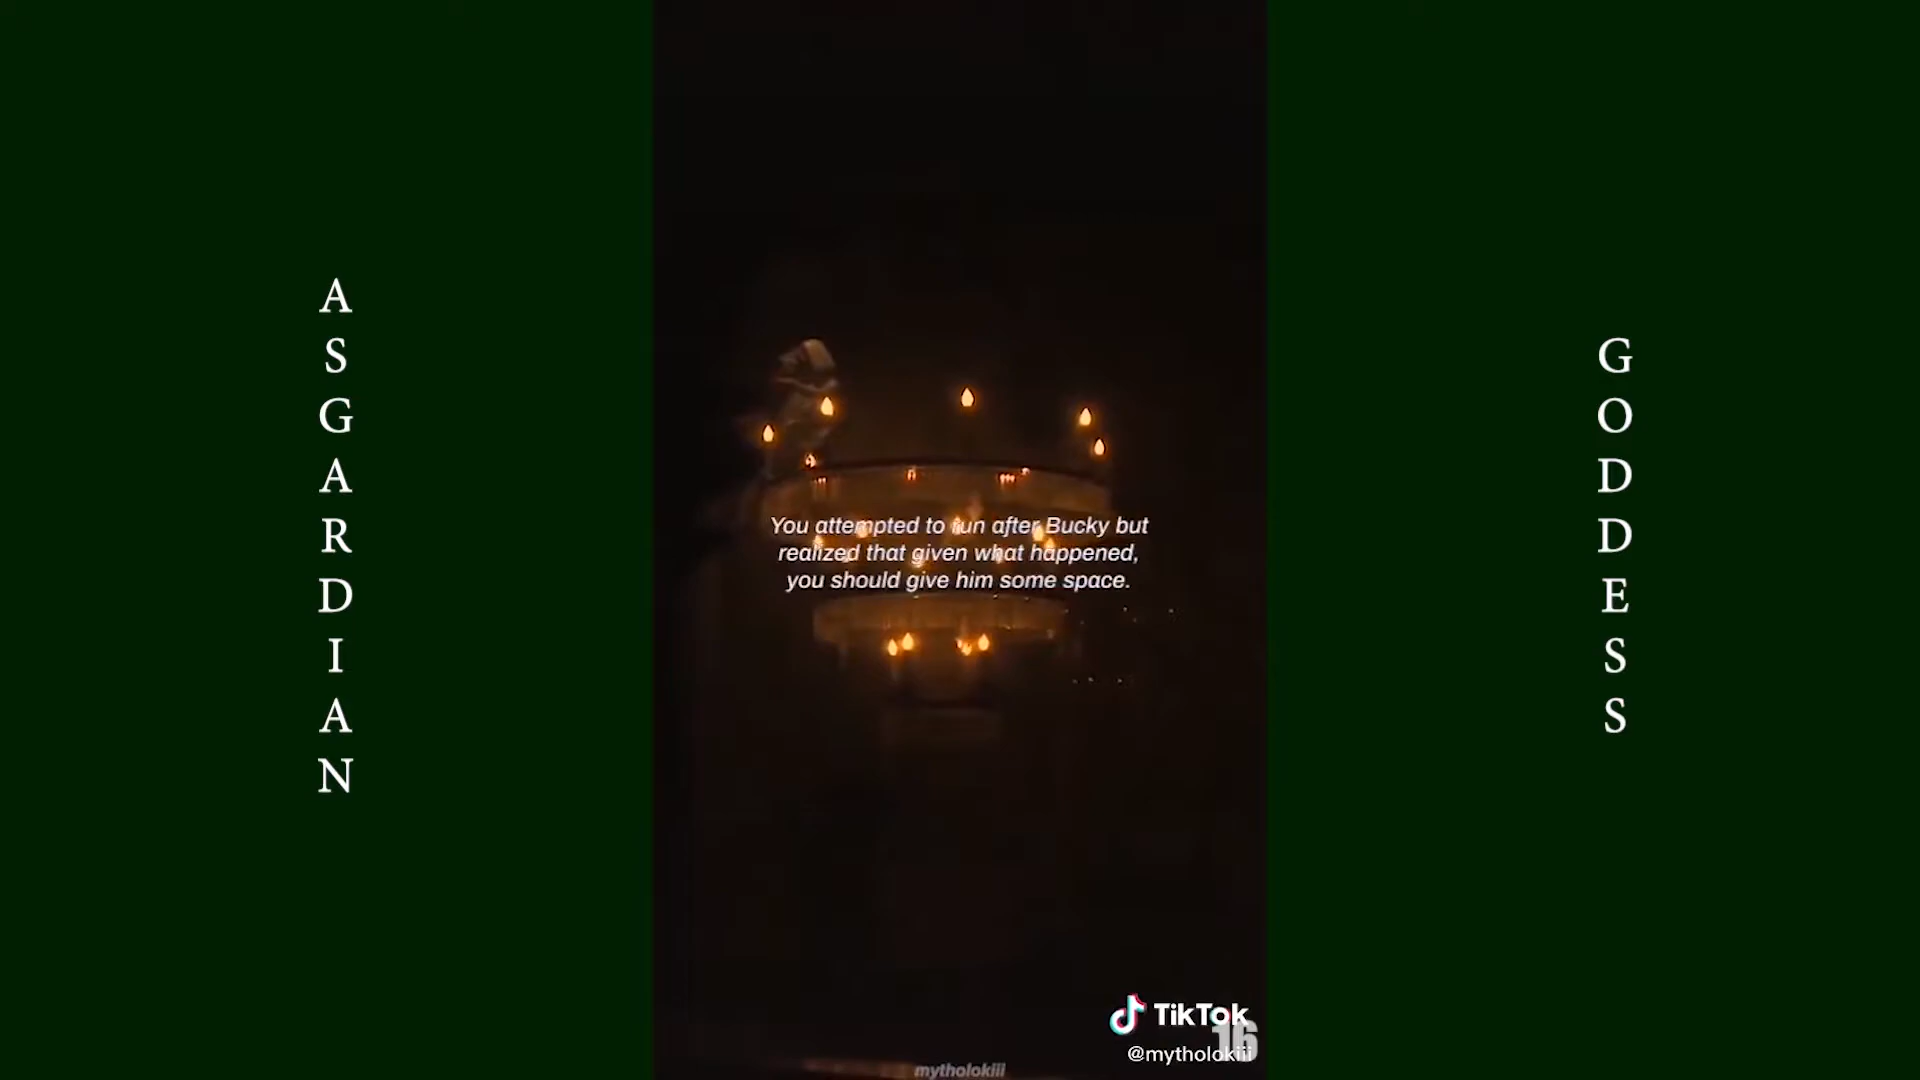 ASGARDIAN
You attempted to run after Bucky but
realized that given what happened,
you should give him some space.
GODDESS
TikTok
16
@mytholokiii
mytholokiii